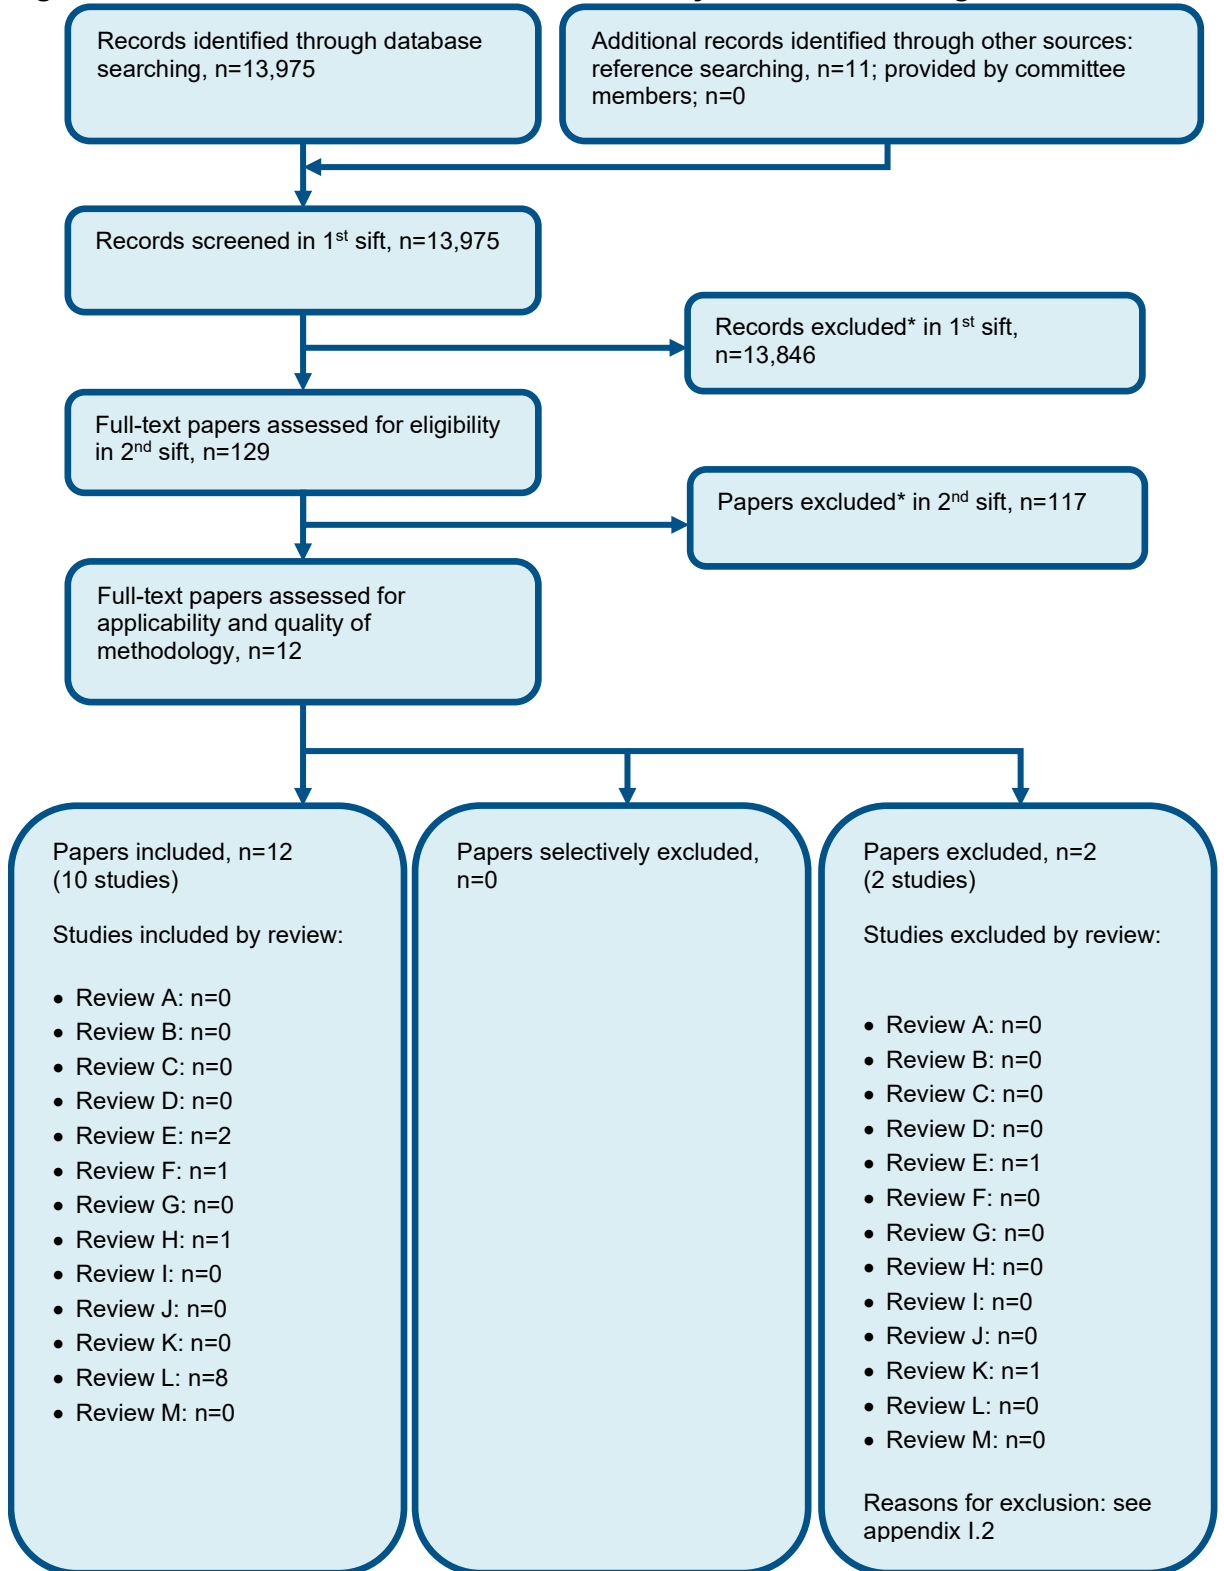 Records identified through database
searching, n=13,975
Additional records identified through other sources:
reference searching, n=11; provided by committee
members; n=0
Records screened in 1st sift, n=13,975
Records excluded* in 1st sift,
n=13,846
Full-text papers assessed for eligibility
in 2nd sift, n=129
Papers excluded* in 2nd sift, n=117
Full-text papers assessed for
applicability and quality of
methodology, n=12
Papers included, n=12
(10 studies)
Studies included by review:
• Review A: n=0
• Review B: n=0
• Review C: n=0
• Review D: n=0
• Review E: n=2
• Review F: n=1
• Review G: n=0
• Review H: n=1
• Review I: n=0
• Review J: n=0
• Review K: n=0
• Review L: n=8
• Review M: n=0
Papers selectively excluded,
n=0
Papers excluded, n=2
(2 studies)
Studies excluded by review:
• Review A: n=0
• Review B: n=0
• Review C: n=0
• Review D: n=0
• Review E: n=1
• Review F: n=0
• Review G: n=0
• Review H: n=0
• Review I: n=0
• Review J: n=0
• Review K: n=1
• Review L: n=0
• Review M: n=0
Reasons for exclusion: see
appendix I.2